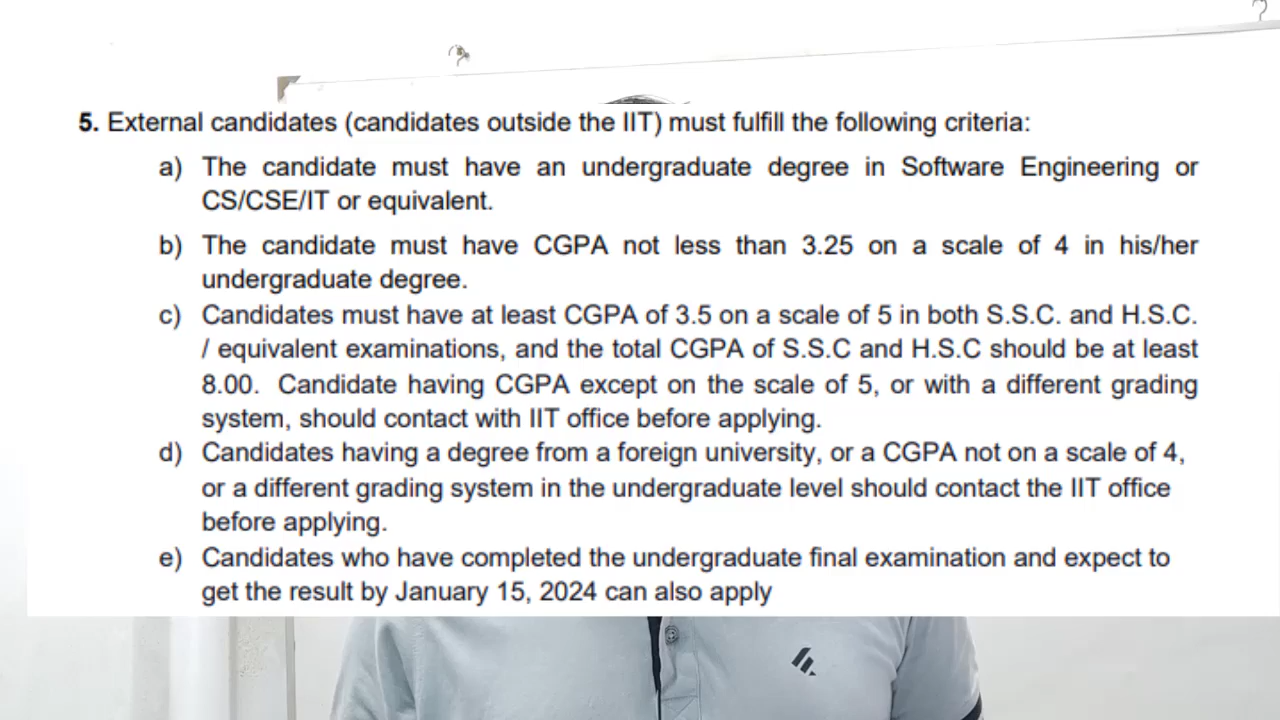 5. External candidates (candidates outside the IIT) must fulfill the following criteria:
a) The candidate must have an undergraduate degree in Software Engineering or
CS/CSE/IT or equivalent.
b) The candidate must have CGPA not less than 3.25 on a scale of 4 in his/her
undergraduate degree.
c) Candidates must have at least CGPA of 3.5 on a scale of 5 in both S.S.C. and H.S.C.
/ equivalent examinations, and the total CGPA of S.S.C and H.S.C should be at least
8.00. Candidate having CGPA except on the scale of 5, or with a different grading
system, should contact with IIT office before applying.
d) Candidates having a degree from a foreign university, or a CGPA not on a scale of 4,
or a different grading system in the undergraduate level should contact the IIT office
before applying.
e) Candidates who have completed the undergraduate final examination and expect to
get the result by January 15, 2024 can also apply